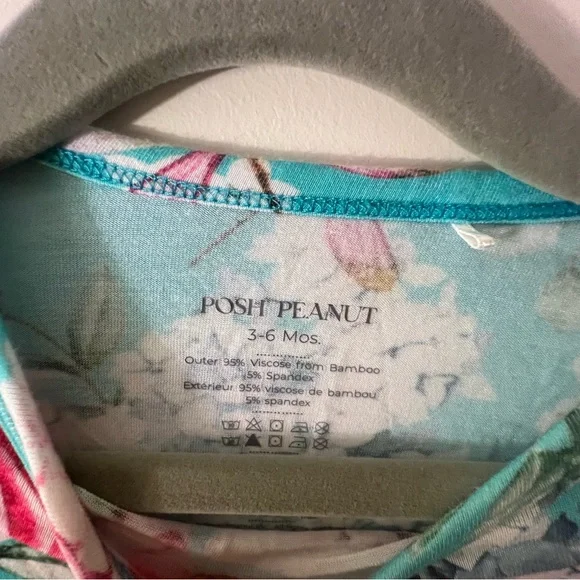 POSH PEANUT
3-6 Mos.
Outer 95% Viscose from Bamboo
5% Spandex
Extérieur 95% viscose de bambou
5% spandex